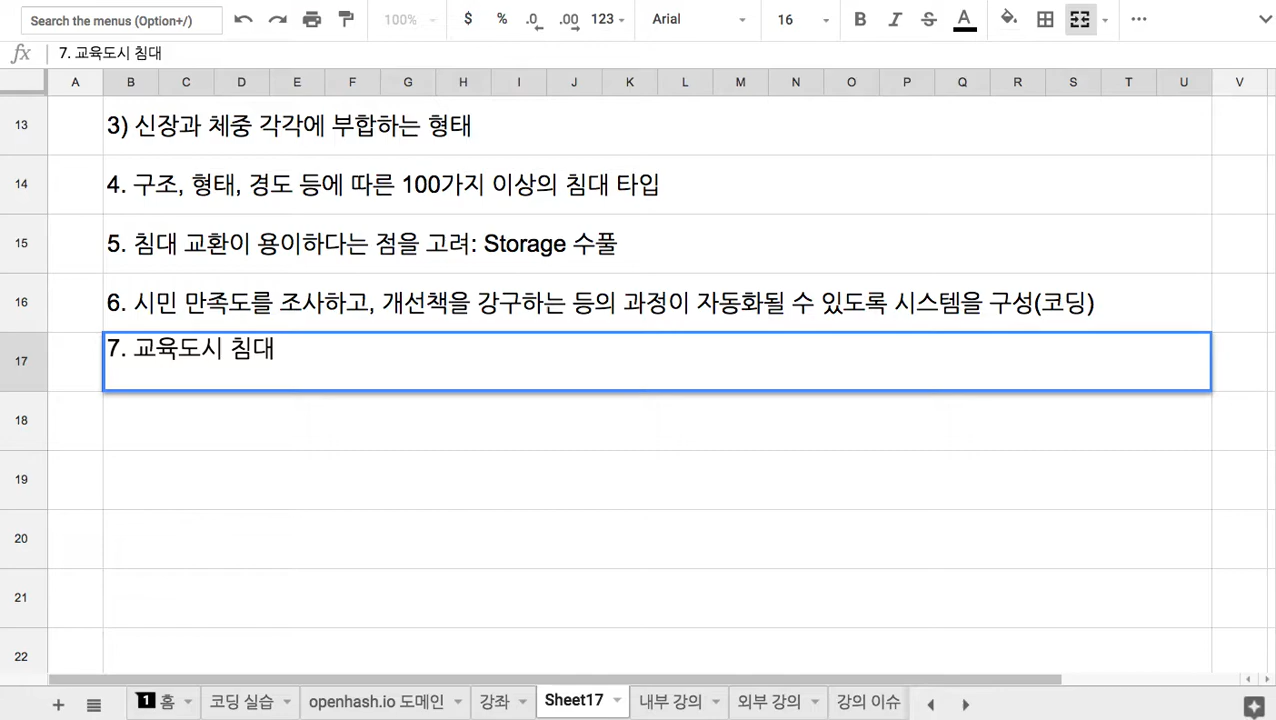 Search the menus (Option+/)
100%
$ % .0 .00 123
Arial
16
B I S A
fx 7. 교육도시 침대
A B C D E F G H I J K L M N O P Q R S T U V
13 3) 신장과 체중 각각에 부합하는 형태
14 4. 구조, 형태, 경도 등에 따른 100가지 이상의 침대 타입
15 5. 침대 교환이 용이하다는 점을 고려: Storage 수풀
16 6. 시민 만족도를 조사하고, 개선책을 강구하는 등의 과정이 자동화될 수 있도록 시스템을 구성(코딩)
17 7. 교육도시 침대
18
19
20
21
22
1 홈 코딩 실습 openhash.io 도메인 강좌 Sheet17 내부 강의 외부 강의 강의 이슈